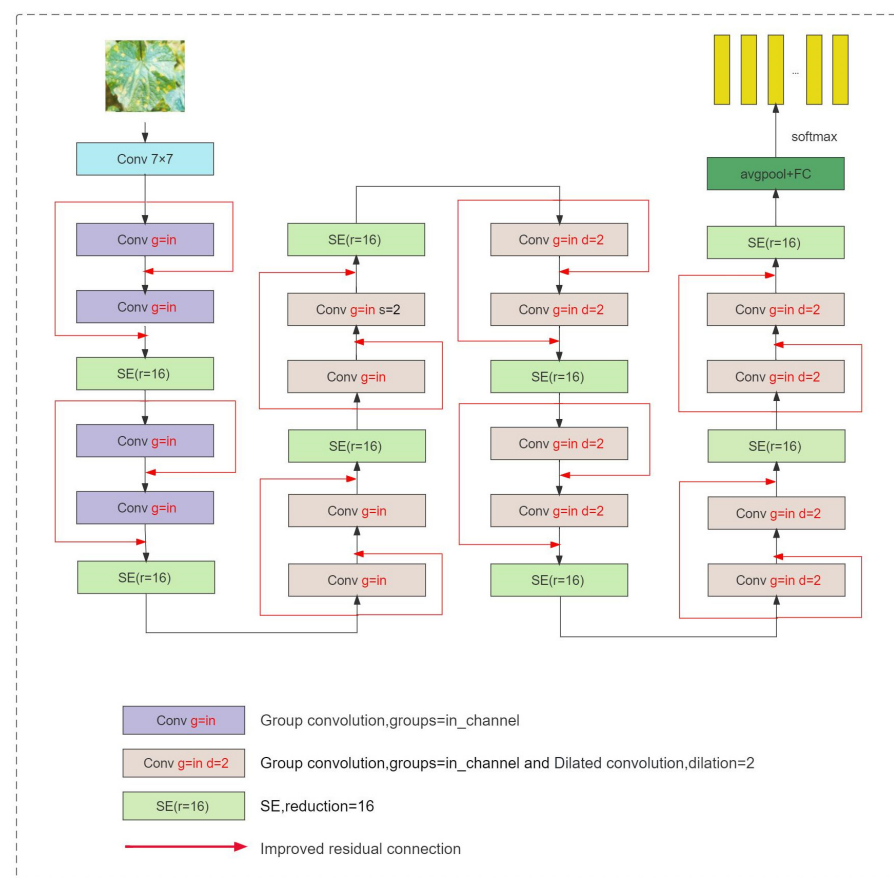 Conv 7×7
Conv g=in
Conv g=in
SE(r=16)
Conv g=in
Conv g=in
SE(r=16)
SE(r=16)
Conv g=in s=2
Conv g=in
SE(r=16)
Conv g=in
Conv g=in
Conv g=in d=2
Conv g=in d=2
SE(r=16)
Conv g=in d=2
Conv g=in d=2
SE(r=16)
...
softmax
avgpool+FC
SE(r=16)
Conv g=in d=2
Conv g=in d=2
SE(r=16)
Conv g=in d=2
Conv g=in d=2
Conv g=in Group convolution,groups=in_channel
Conv g=in d=2 Group convolution,groups=in_channel and Dilated convolution,dilation=2
SE(r=16) SE,reduction=16
Improved residual connection